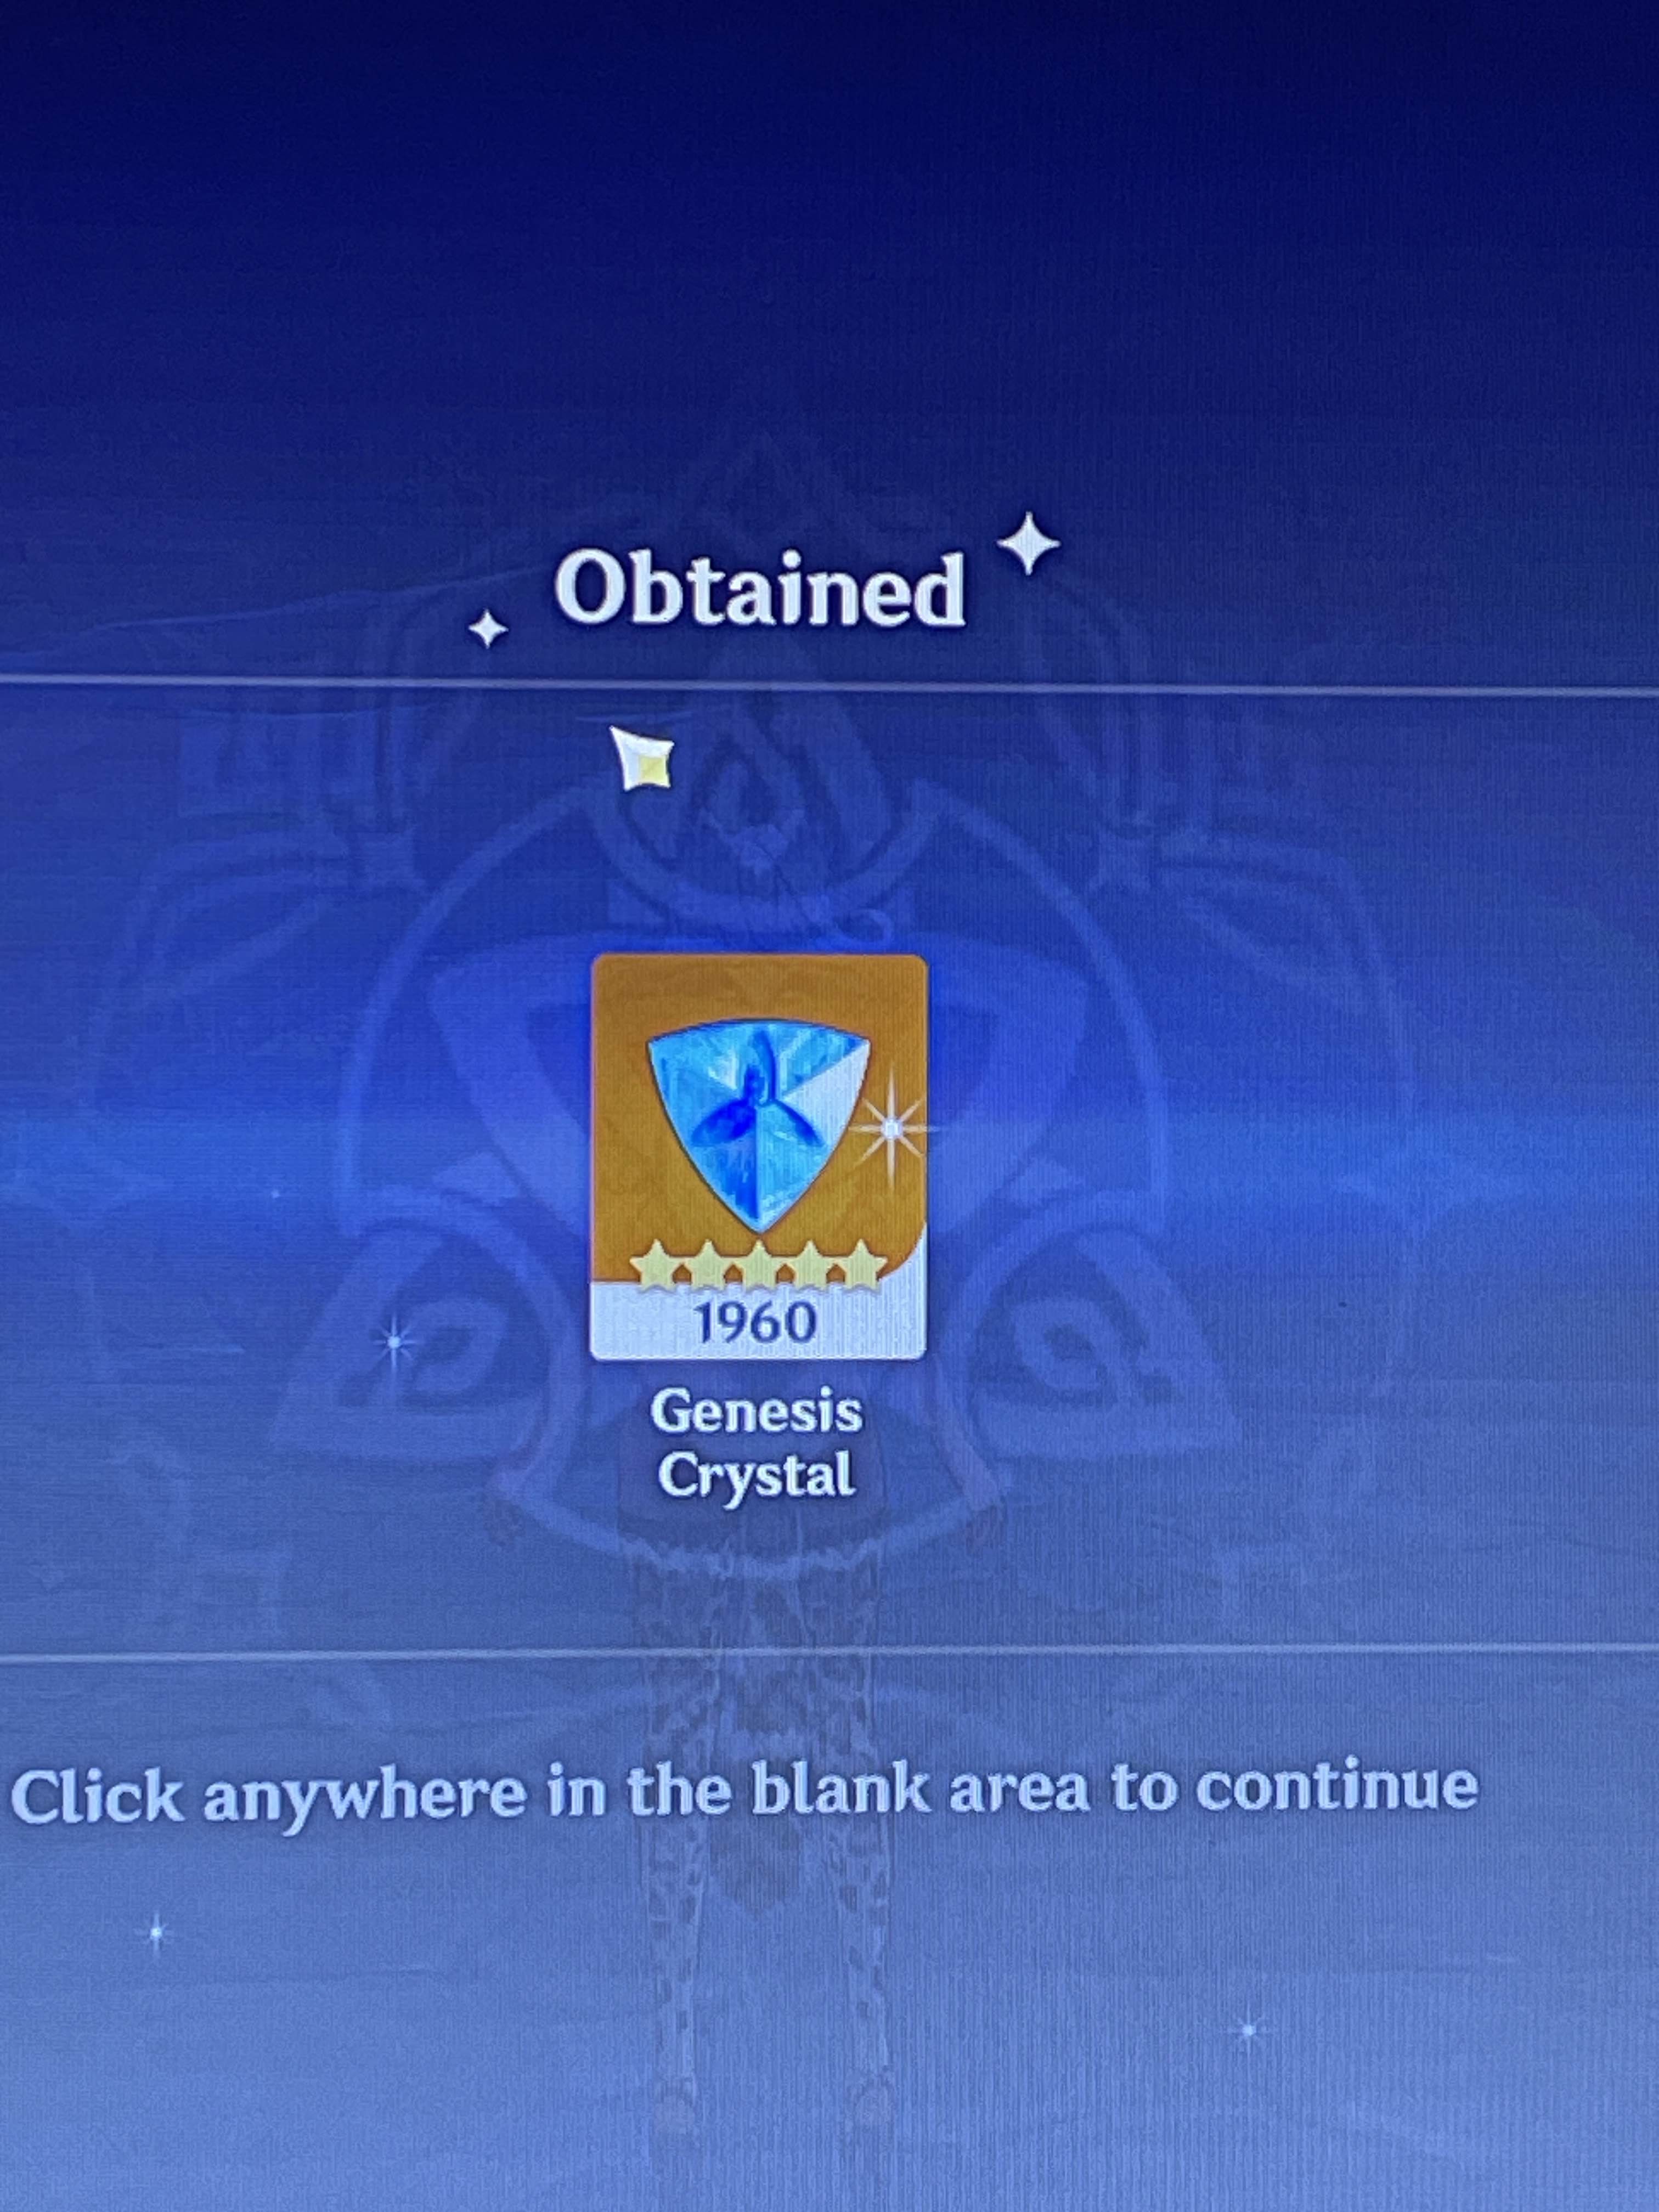 Obtained
1960
Genesis
Crystal
Click anywhere in the blank area to continue